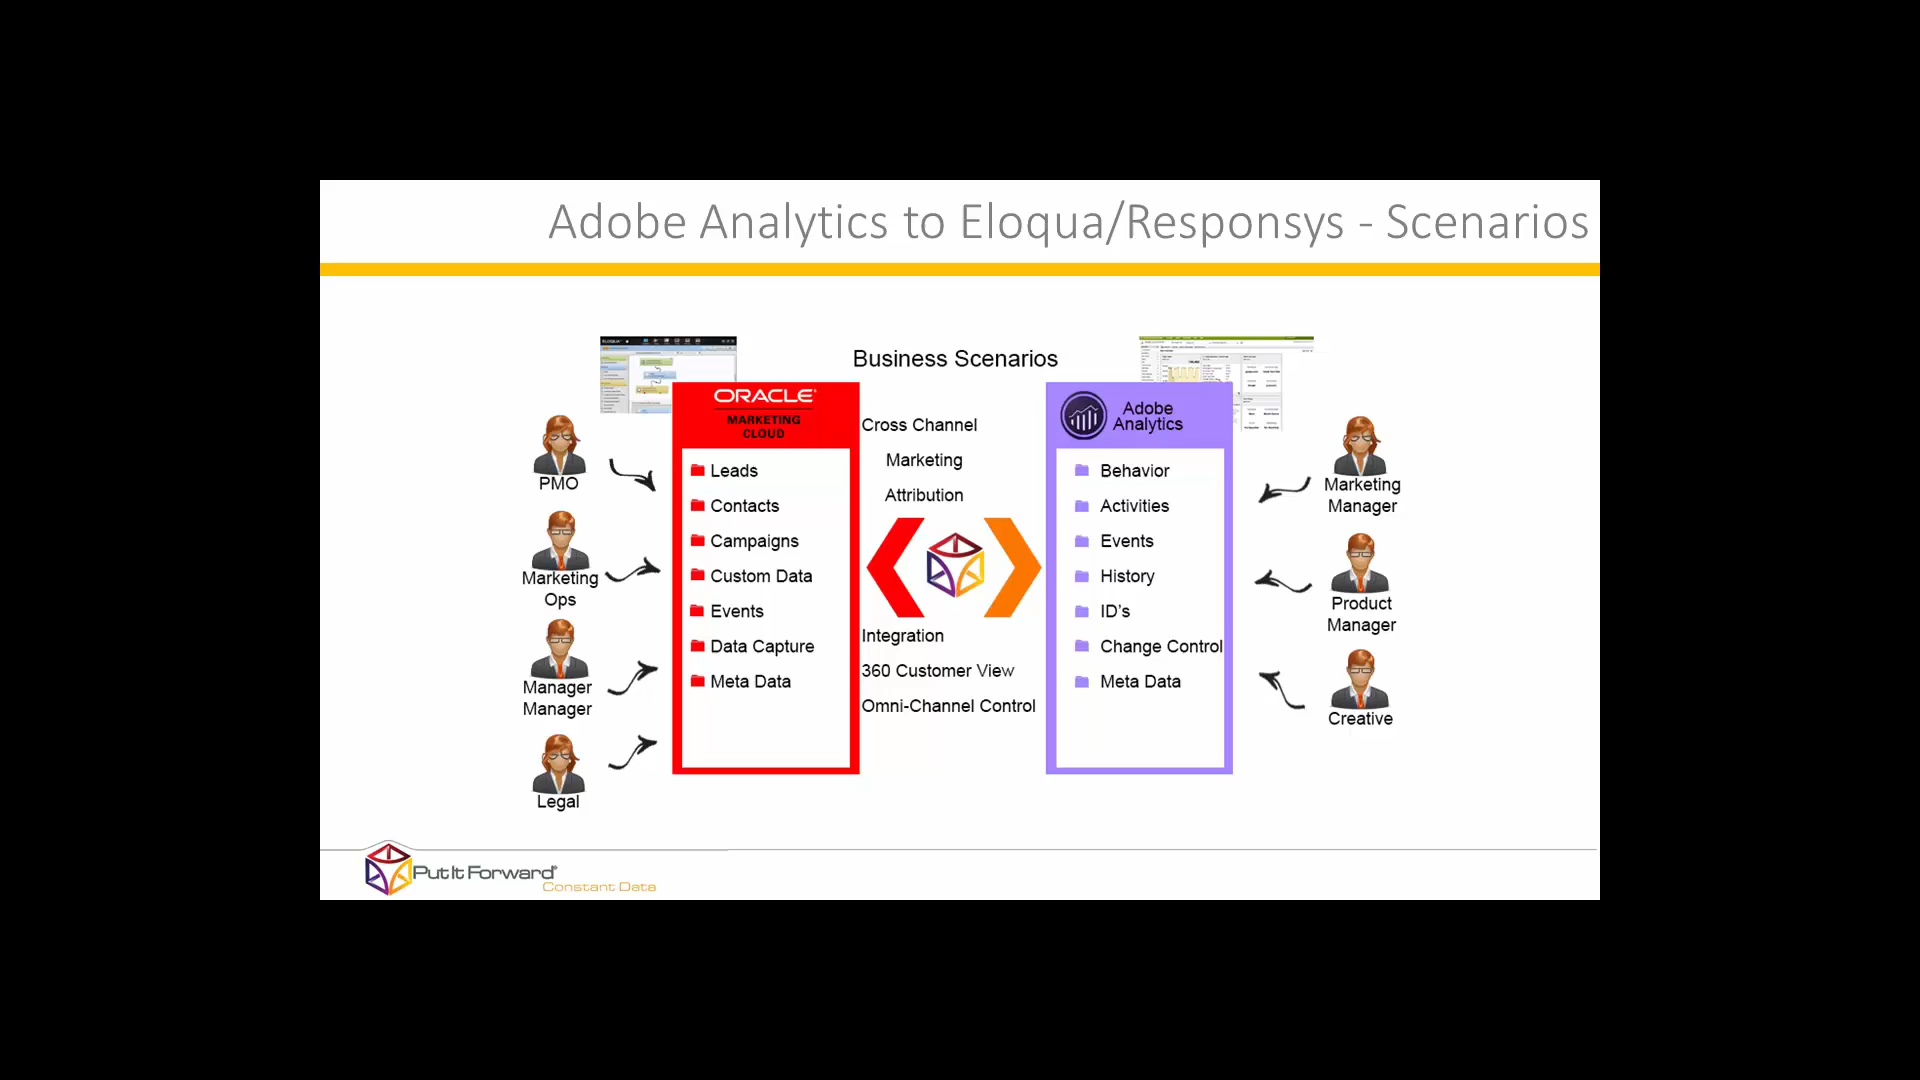 Adobe Analytics to Eloqua/Responsys - Scenarios
ELOQUA
Business Scenarios
ORACLE
MARKETING
CLOUD
Adobe
Analytics
Cross Channel
Marketing
Attribution
PMO
Marketing
Ops
Manager
Manager
Legal
Leads
Contacts
Campaigns
Custom Data
Events
Data Capture
Meta Data
Integration
360 Customer View
Omni-Channel Control
Behavior
Activities
Events
History
ID's
Change Control
Meta Data
Marketing
Manager
Product
Manager
Creative
Put It Forward®
Constant Data